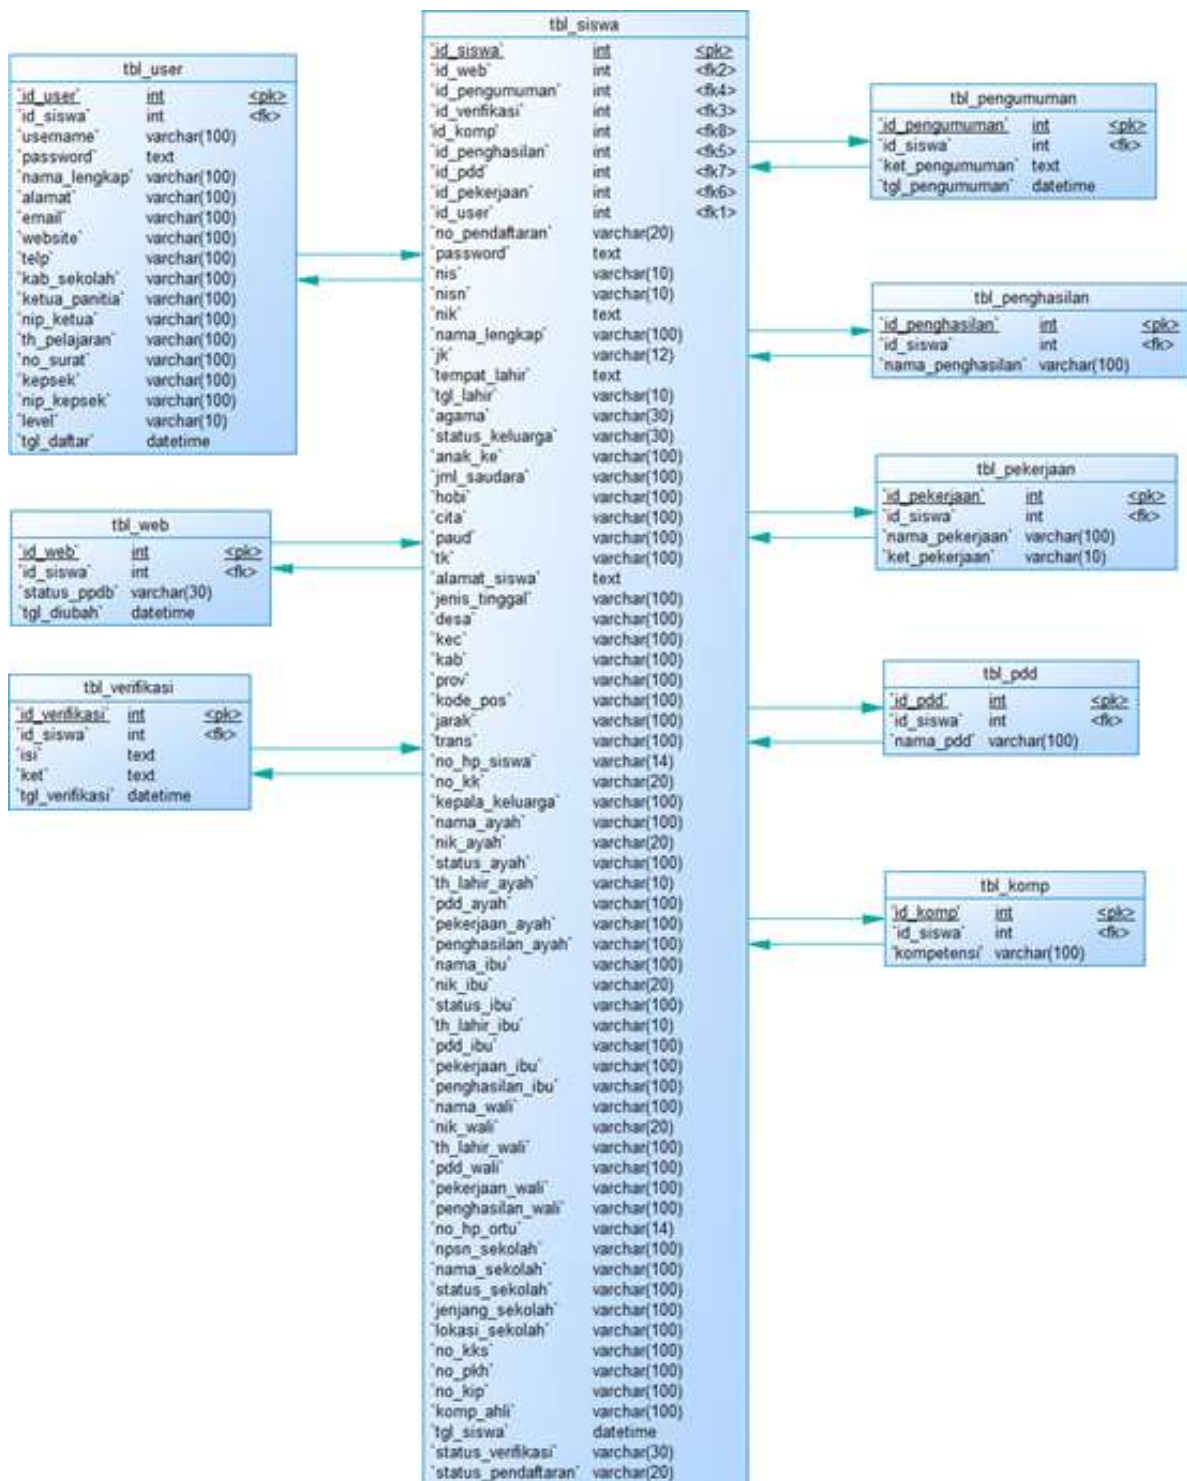 tbl_user
`id_user` int <pk>
`id_siswa` int <fk>
`username` varchar(100)
`password` text
`nama_lengkap` varchar(100)
`alamat` varchar(100)
`email` varchar(100)
`website` varchar(100)
`telp` varchar(100)
`kab_sekolah` varchar(100)
`ketua_panitia` varchar(100)
`nip_ketua` varchar(100)
`th_pelajaran` varchar(100)
`no_surat` varchar(100)
`kepsek` varchar(100)
`nip_kepsek` varchar(100)
`level` varchar(10)
`tgl_daftar` datetime
tbl_web
`id_web` int <pk>
`id_siswa` int <fk>
`status_ppdb` varchar(30)
`tgl_diubah` datetime
tbl_verifikasi
`id_verifikasi` int <pk>
`id_siswa` int <fk>
`isi` text
`ket` text
`tgl_verifikasi` datetime
tbl_siswa
`id_siswa` int <pk>
`id_web` int <fk2>
`id_pengumuman` int <fk4>
`id_verifikasi` int <fk3>
`id_komp` int <fk8>
`id_penghasilan` int <fk5>
`id_pdd` int <fk7>
`id_pekerjaan` int <fk6>
`id_user` int <fk1>
`no_pendaftaran` varchar(20)
`password` text
`nis` varchar(10)
`nisn` varchar(10)
`nik` text
`nama_lengkap` varchar(100)
`jk` varchar(12)
`tempat_lahir` text
`tgl_lahir` varchar(10)
`agama` varchar(30)
`status_keluarga` varchar(30)
`anak_ke` varchar(100)
`jml_saudara` varchar(100)
`hobi` varchar(100)
`cita` varchar(100)
`paud` varchar(100)
`tk` varchar(100)
`alamat_siswa` text
`jenis_tinggal` varchar(100)
`desa` varchar(100)
`kec` varchar(100)
`kab` varchar(100)
`prov` varchar(100)
`kode_pos` varchar(100)
`jarak` varchar(100)
`trans` varchar(100)
`no_hp_siswa` varchar(14)
`no_kk` varchar(20)
`kepala_keluarga` varchar(100)
`nama_ayah` varchar(100)
`nik_ayah` varchar(20)
`status_ayah` varchar(100)
`th_lahir_ayah` varchar(10)
`pdd_ayah` varchar(100)
`pekerjaan_ayah` varchar(100)
`penghasilan_ayah` varchar(100)
`nama_ibu` varchar(100)
`nik_ibu` varchar(20)
`status_ibu` varchar(100)
`th_lahir_ibu` varchar(10)
`pdd_ibu` varchar(100)
`pekerjaan_ibu` varchar(100)
`penghasilan_ibu` varchar(100)
`nama_wali` varchar(100)
`nik_wali` varchar(20)
`th_lahir_wali` varchar(100)
`pdd_wali` varchar(100)
`pekerjaan_wali` varchar(100)
`penghasilan_wali` varchar(100)
`no_hp_ortu` varchar(14)
`npsn_sekolah` varchar(100)
`nama_sekolah` varchar(100)
`status_sekolah` varchar(100)
`jenjang_sekolah` varchar(100)
`lokasi_sekolah` varchar(100)
`no_kks` varchar(100)
`no_pkh` varchar(100)
`no_kip` varchar(100)
`komp_ahli` varchar(100)
`tgl_siswa` datetime
`status_verifikasi` varchar(30)
`status_pendaftaran` varchar(20)
tbl_pengumuman
`id_pengumuman` int <pk>
`id_siswa` int <fk>
`ket_pengumuman` text
`tgl_pengumuman` datetime
tbl_penghasilan
`id_penghasilan` int <pk>
`id_siswa` int <fk>
`nama_penghasilan` varchar(100)
tbl_pekerjaan
`id_pekerjaan` int <pk>
`id_siswa` int <fk>
`nama_pekerjaan` varchar(100)
`ket_pekerjaan` varchar(10)
tbl_pdd
`id_pdd` int <pk>
`id_siswa` int <fk>
`nama_pdd` varchar(100)
tbl_komp
`id_komp` int <pk>
`id_siswa` int <fk>
`kompetensi` varchar(100)